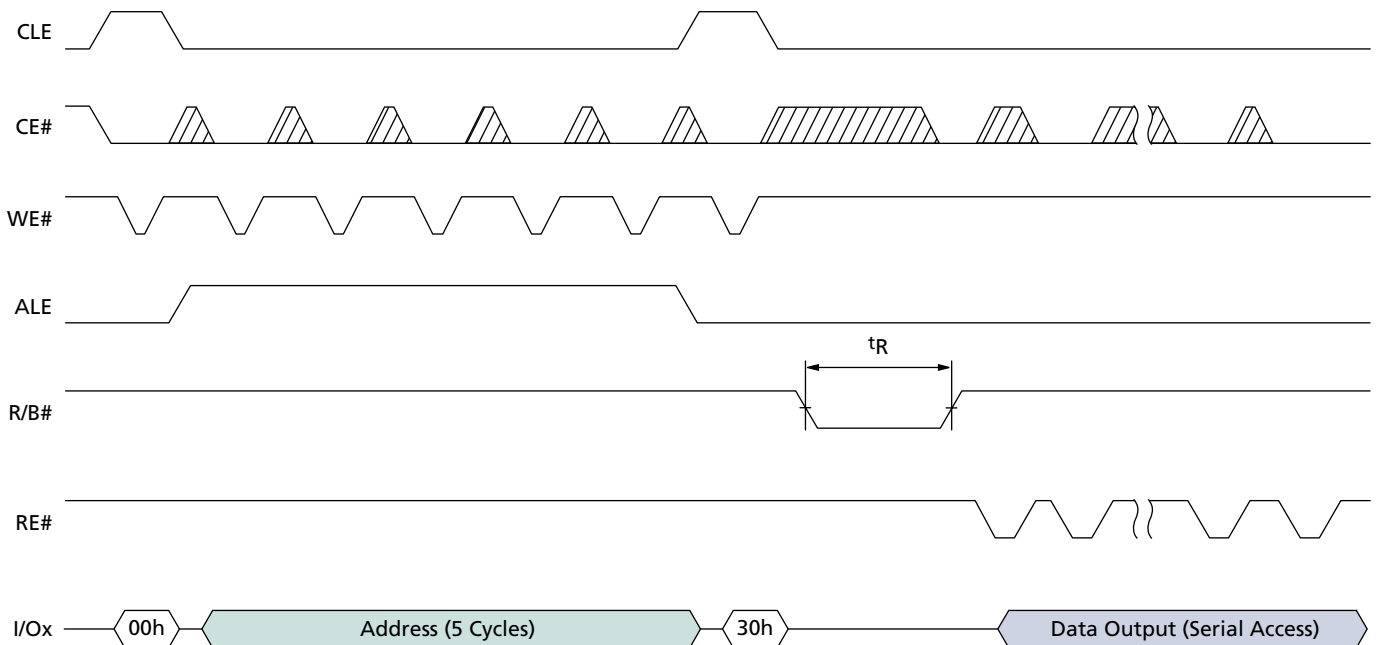 CLE
CE#
WE#
ALE
tR
R/B#
RE#
I/Ox
00h
Address (5 Cycles)
30h
Data Output (Serial Access)